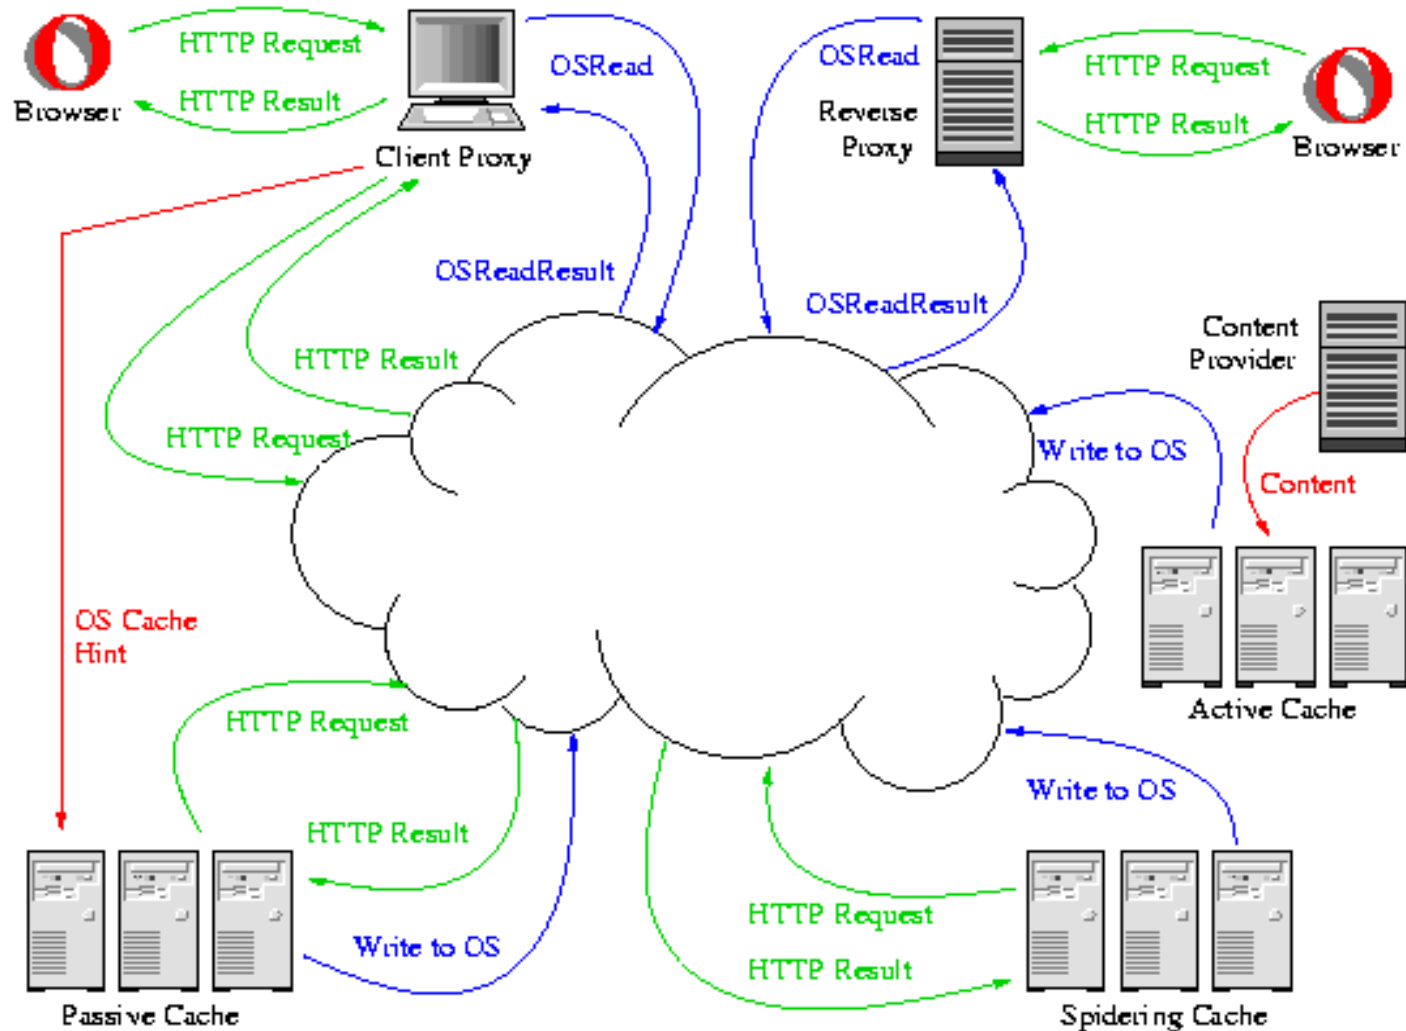 HTTP Request
HTTP Result
Browser
Client Proxy
OSRead
OSReadResult
OSRead
Reverse
Proxy
HTTP Request
HTTP Result
Browser
OSReadResult
HTTP Result
HTTP Request
Content
Provider
Write to OS
Content
Active Cache
OS Cache
Hint
HTTP Request
HTTP Result
Write to OS
Passive Cache
Write to OS
HTTP Request
HTTP Result
Spidering Cache